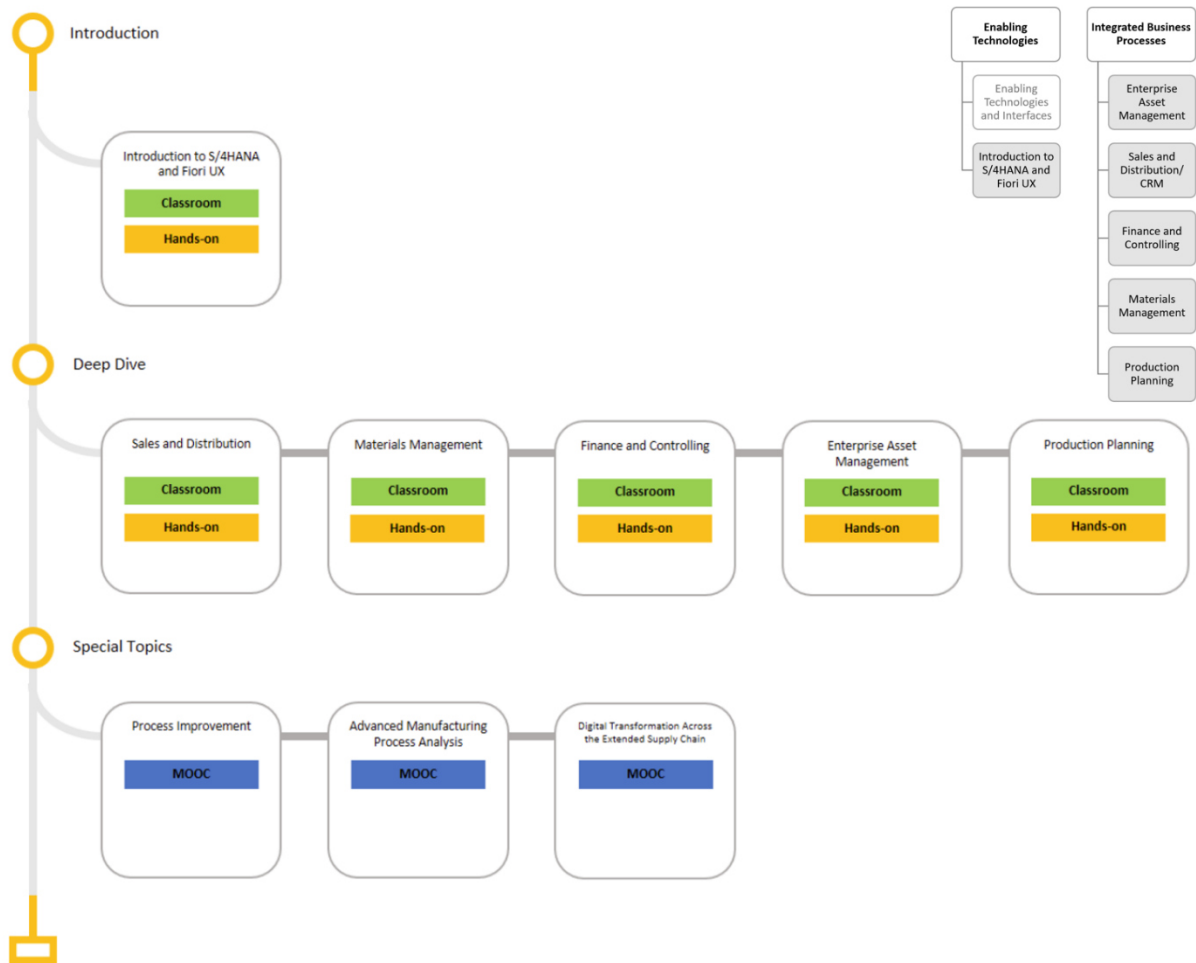 Introduction
Enabling
Technologies
Integrated Business
Processes
Enabling
Technologies
and Interfaces
Introduction to
S/4HANA and
Fiori UX
Enterprise
Asset
Management
Sales and
Distribution/
CRM
Finance and
Controlling
Materials
Management
Production
Planning
Introduction to S/4HANA
and Fiori UX
Classroom
Hands-on
Deep Dive
Sales and Distribution
Classroom
Hands-on
Materials Management
Classroom
Hands-on
Finance and Controlling
Classroom
Hands-on
Enterprise Asset
Management
Classroom
Hands-on
Production Planning
Classroom
Hands-on
Special Topics
Process Improvement
MOOC
Advanced Manufacturing
Process Analysis
MOOC
Digital Transformation Across
the Extended Supply Chain
MOOC